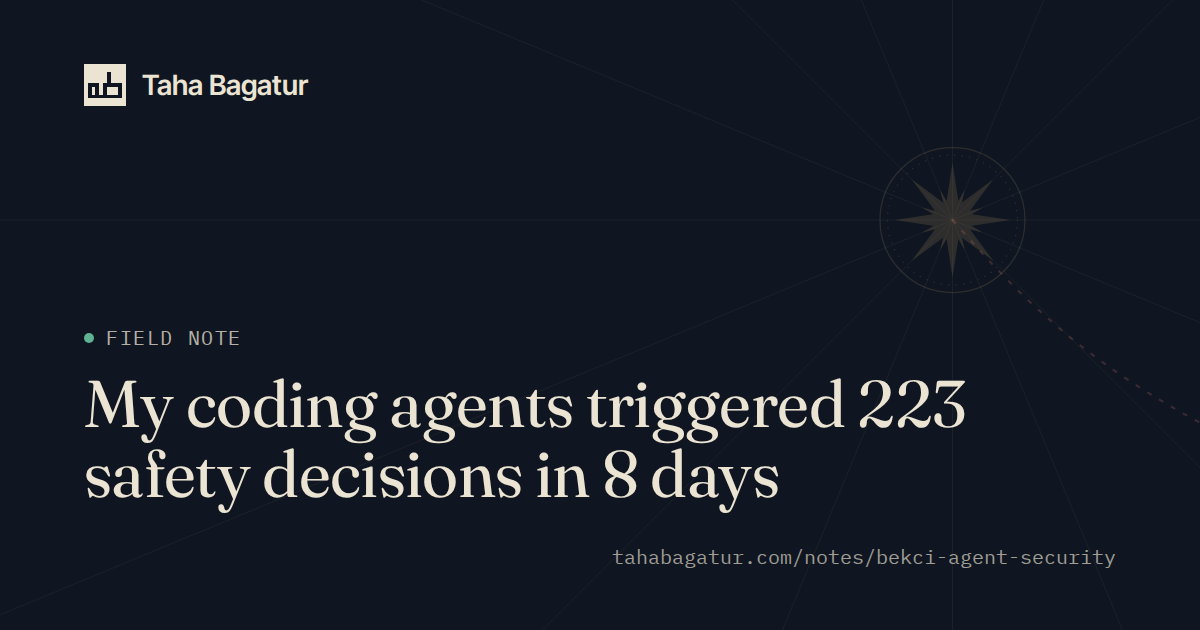 Taha Bagatur
FIELD NOTE
My coding agents triggered 223
safety decisions in 8 days
tahabagatur.com/notes/bekci-agent-security